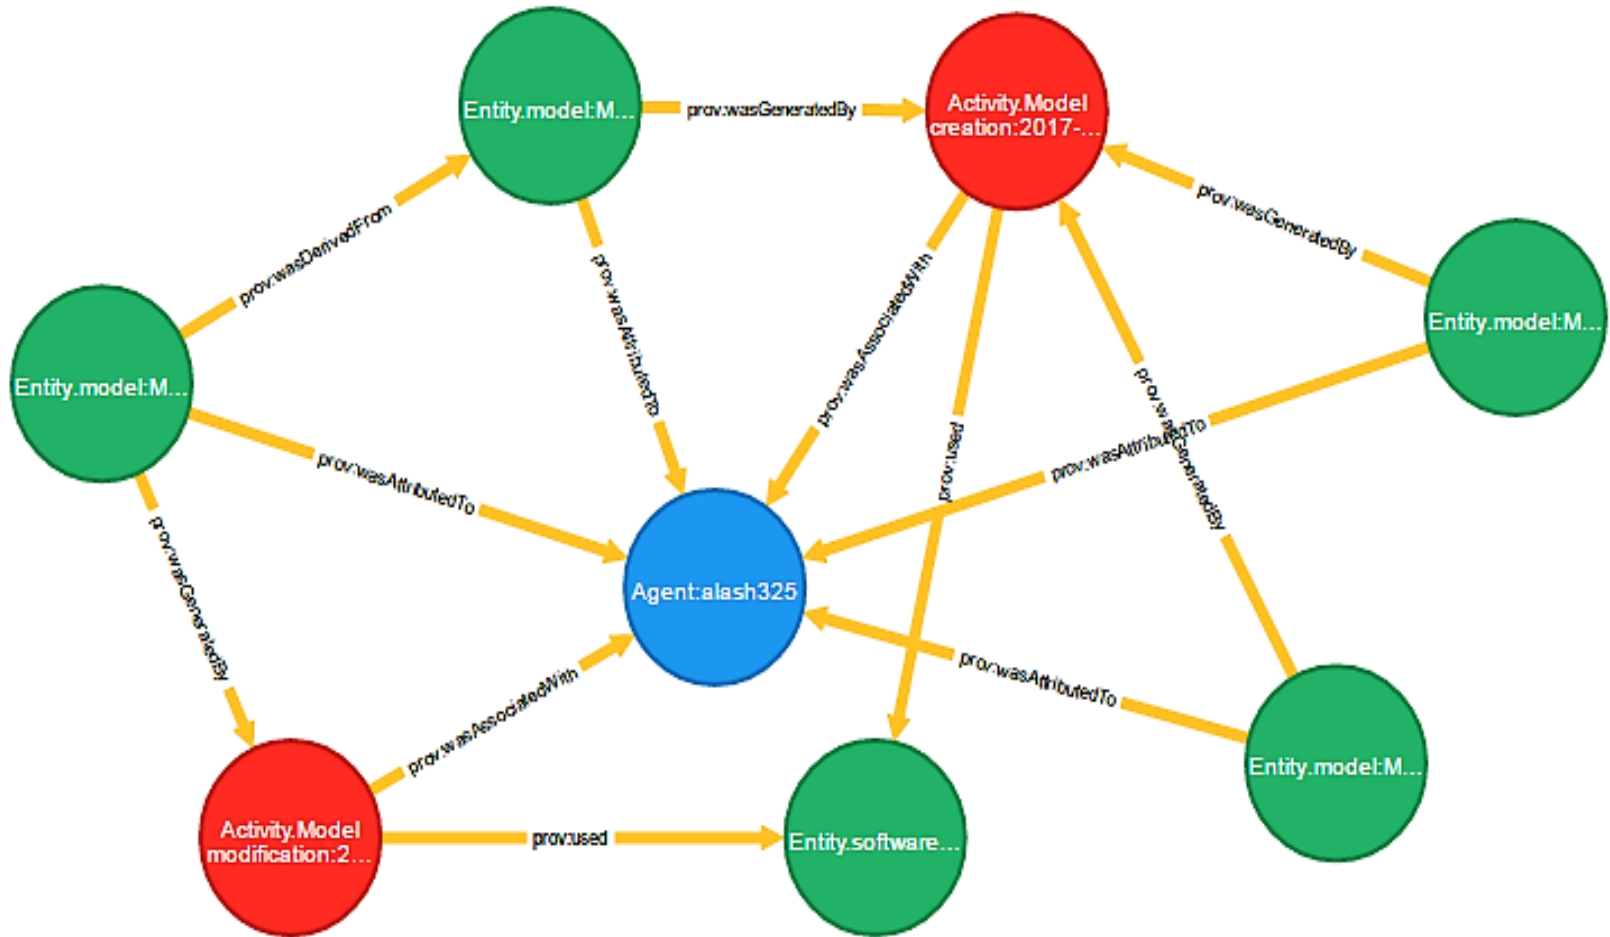 Entity.model:M...
prov:wasGeneratedBy
Activity.Model
creation:2017-...
prov:wasGeneratedBy
prov:wasDerivedFrom
prov:wasAttributedTo
prov:wasAssociatedWith
Entity.model:M...
Entity.model:M...
prov:wasAttributedTo
prov:used
prov:wasAttributedTo
prov:wasGeneratedBy
prov:wasGeneratedBy
Agent:alash325
prov:wasAssociatedWith
prov:wasAttributedTo
Entity.model:M...
Activity.Model
modification:2...
prov:used
Entity.software...